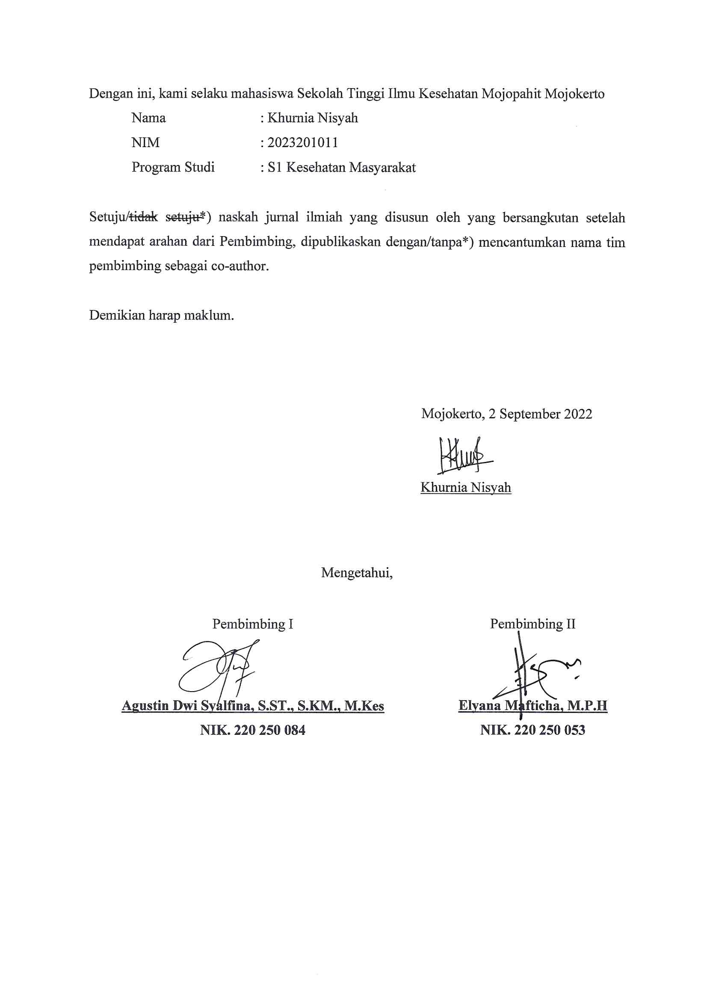 Dengan ini, kami selaku mahasiswa Sekolah Tinggi Ilmu Kesehatan Mojopahit Mojokerto
Nama : Khurnia Nisyah
NIM : 2023201011
Program Studi : S1 Kesehatan Masyarakat
Setuju/tidak setuju*) naskah jurnal ilmiah yang disusun oleh yang bersangkutan setelah
mendapat arahan dari Pembimbing, dipublikaskan dengan/tanpa*) mencantumkan nama tim
pembimbing sebagai co-author.
Demikian harap maklum.
Mojokerto, 2 September 2022
Khurnia Nisyah
Mengetahui,
Pembimbing I Pembimbing II
Agustin Dwi Syalfina, S.ST., S.KM., M.Kes Elyana Mafticha, M.P.H
NIK. 220 250 084 NIK. 220 250 053